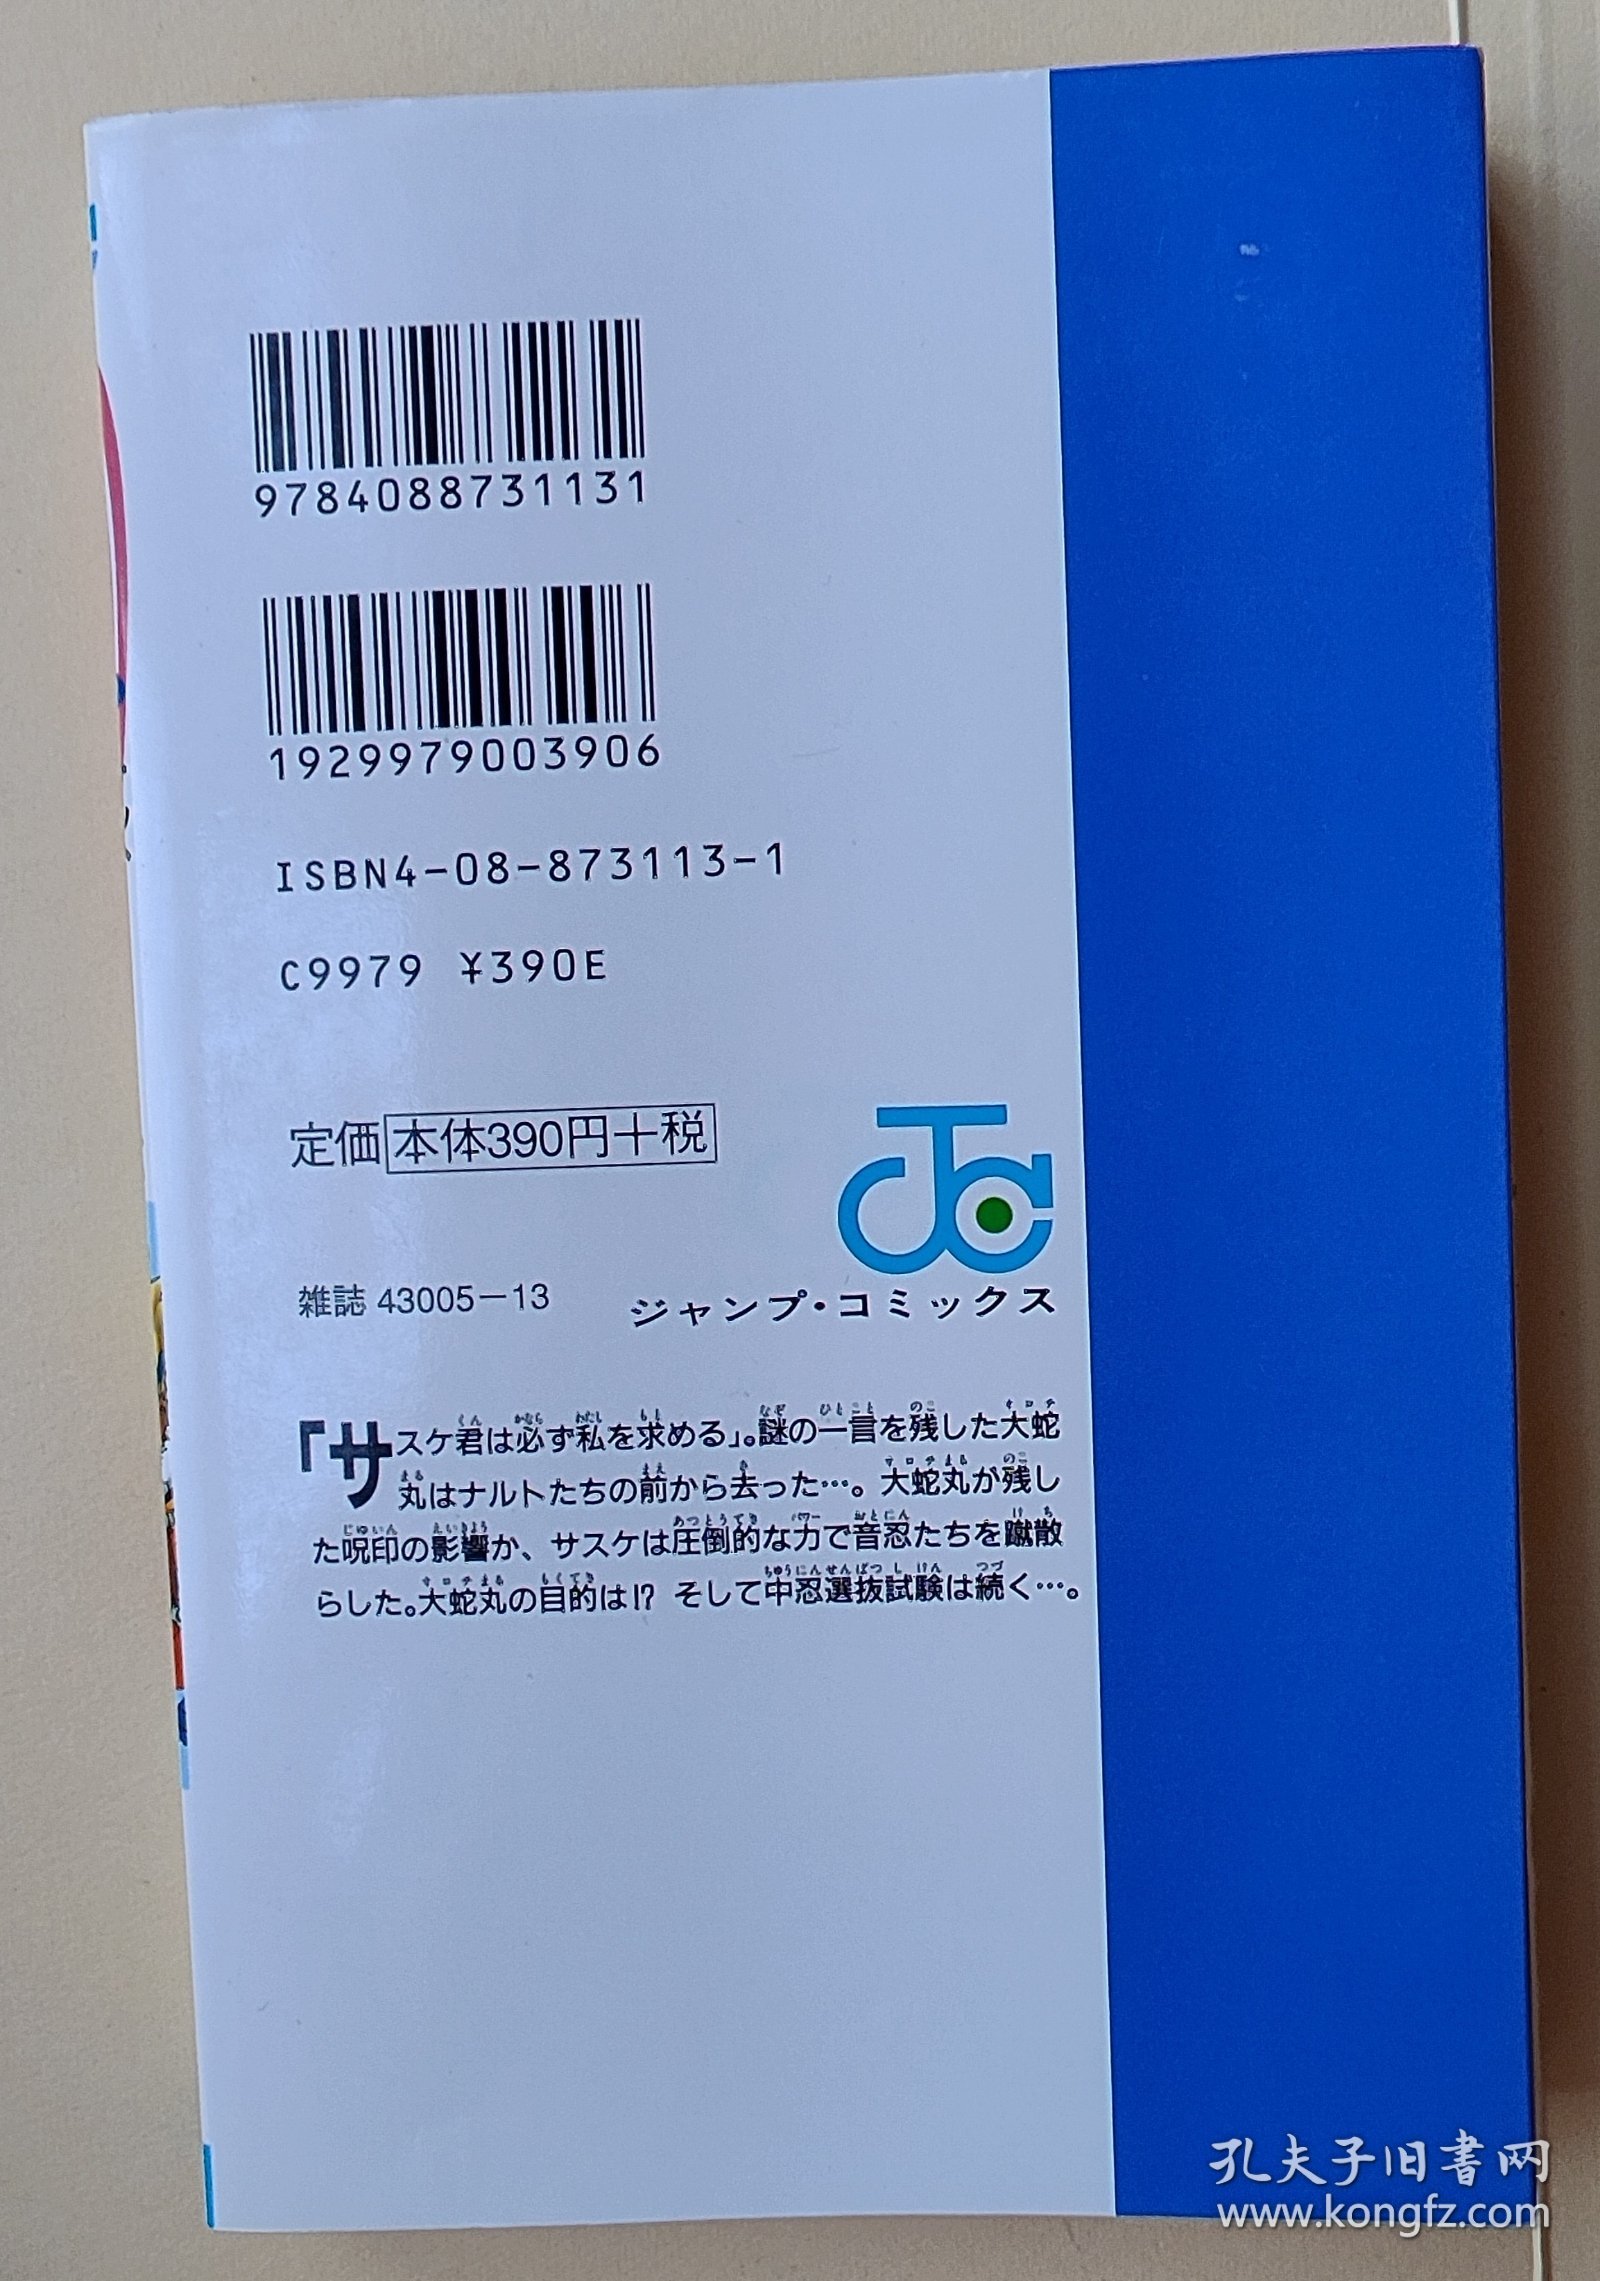 9784088731131
1929979003906
ISBN4-08-873113-1
C9979 ¥390E
定価 本体390円+税
雑誌 43005-13
ジャンプ・コミックス
「サスケ君は必ず私を求める」。謎の一言を残した大蛇
丸はナルトたちの前から去った…。大蛇丸が残し
た呪印の影響か、サスケは圧倒的な力で音忍たちを蹴散
らした。大蛇丸の目的は!? そして中忍選抜試験は続く…。
孔夫子旧书网
www.kongfz.com